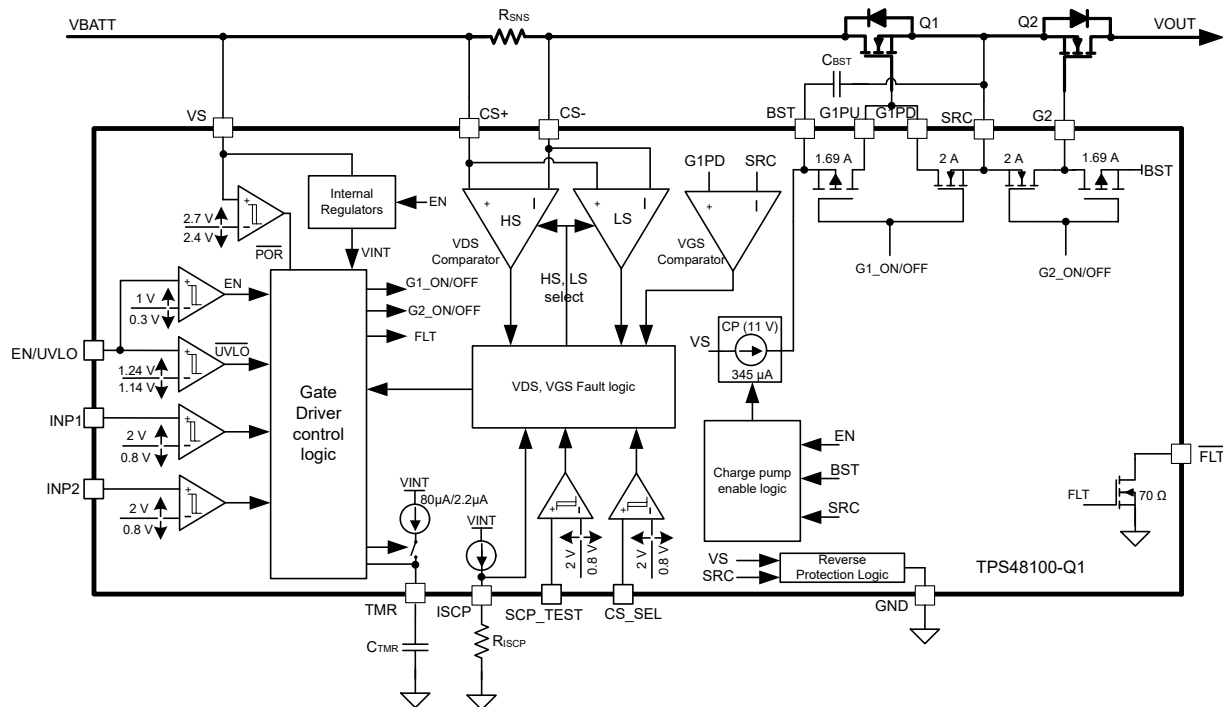 VBATT
RSNS
Q1
Q2
VOUT
CBST
VS
CS+
CS-
BST
G1PU
G1PD
SRC
G2
1.69 A
2 A
2 A
1.69 A
BST
Internal
Regulators
EN
VINT
2.7 V
2.4 V
POR
+
-
HS
LS
+
-
+
-
VDS
Comparator
HS, LS
select
G1PD
SRC
+
-
VGS
Comparator
G1_ON/OFF
G2_ON/OFF
EN
1 V
0.3 V
+
-
G1_ON/OFF
G2_ON/OFF
FLT
EN/UVLO
UVLO
1.24 V
1.14 V
+
-
CP (11 V)
VS
345 µA
VDS, VGS Fault logic
Gate
Driver
control
logic
INP1
2 V
0.8 V
+
-
INP2
2 V
0.8 V
+
-
Charge pump
enable logic
EN
BST
SRC
FLT
FLT
70 Ω
VINT
80µA/2.2µA
VINT
+
-
2 V
0.8 V
+
-
2 V
0.8 V
VS
SRC
Reverse
Protection Logic
TPS48100-Q1
TMR
ISCP
SCP_TEST
CS_SEL
GND
CTMR
RISCP